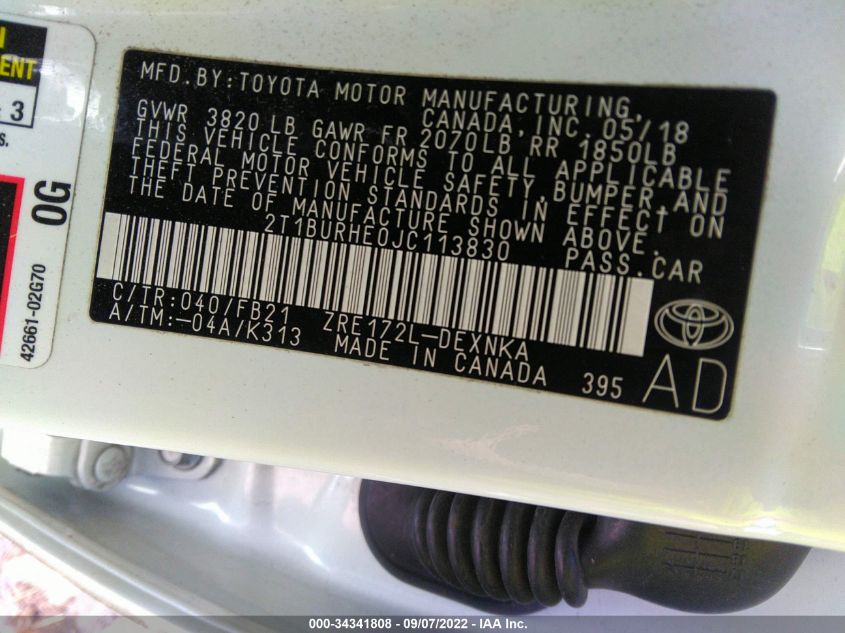 N
ENT
3
s.
0G
42661-02G70
MFD.BY:TOYOTA MOTOR MANUFACTURING,
CANADA,INC.05/18
GVWR 3820 LB GAWR FR 2070LB RR 1850LB
THIS VEHICLE CONFORMS TO ALL APPLICABLE
FEDERAL MOTOR VEHICLE SAFETY,BUMPER,AND
THEFT PREVENTION STANDARDS IN EFFECT ON
THE DATE OF MANUFACTURE SHOWN ABOVE.
2T1BURHE0JC113830 PASS.CAR
C/TR:040/FB21 ZRE172L-DEXNKA
A/TM:-04A/K313 MADE IN CANADA 395
AD
000-34341808 - 09/07/2022 - IAA Inc.